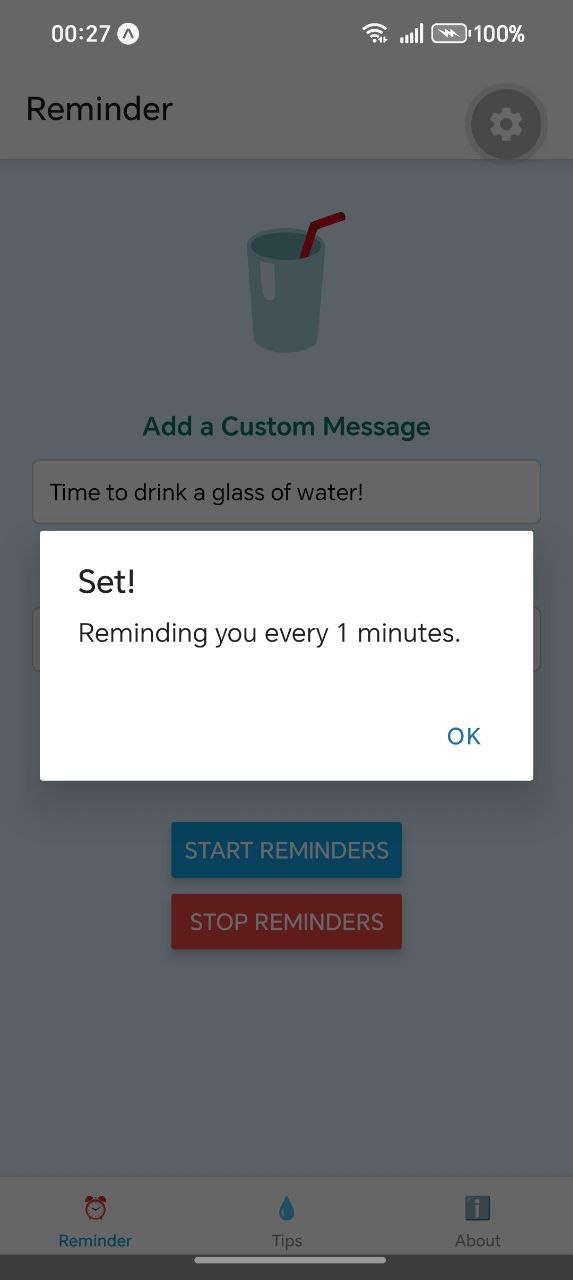 00:27
100%
Reminder
Add a Custom Message
Time to drink a glass of water!
Set!
Reminding you every 1 minutes.
OK
START REMINDERS
STOP REMINDERS
Reminder
Tips
About